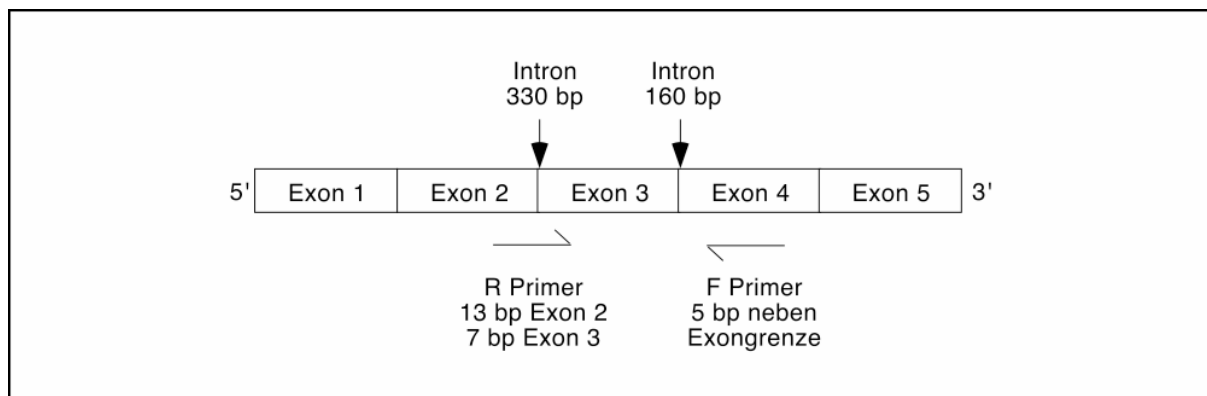 Intron
330 bp
Intron
160 bp
5'
Exon 1
Exon 2
Exon 3
Exon 4
Exon 5
3'
R Primer
13 bp Exon 2
7 bp Exon 3
F Primer
5 bp neben
Exongrenze